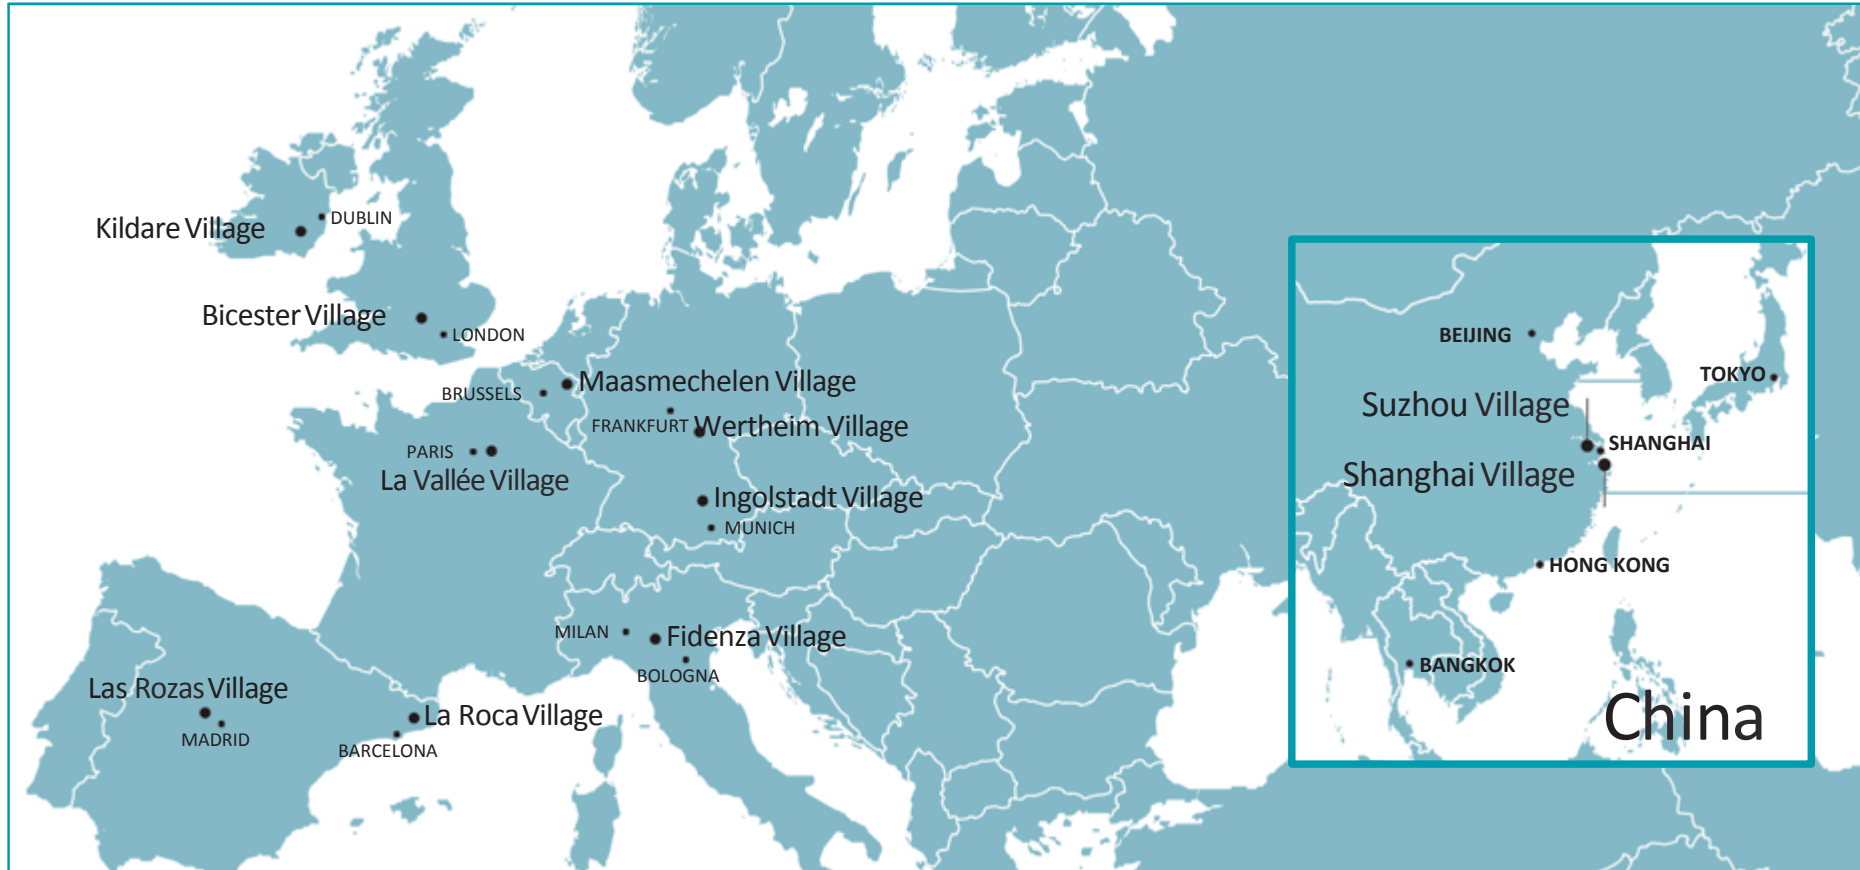 DUBLIN
Kildare Village
Bicester Village
LONDON
Maasmechelen Village
BRUSSELS
FRANKFURT
Wertheim Village
PARIS
La Vallée Village
Ingolstadt Village
MUNICH
MILAN
Fidenza Village
BOLOGNA
Las Rozas Village
MADRID
La Roca Village
BARCELONA
BEIJING
TOKYO
Suzhou Village
SHANGHAI
Shanghai Village
HONG KONG
BANGKOK
China